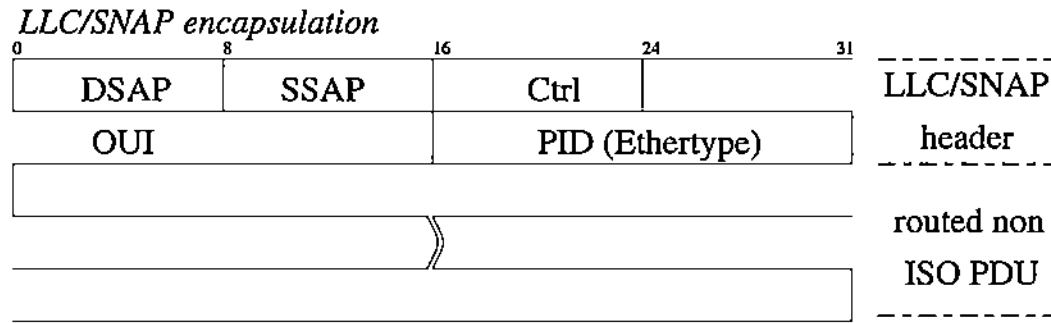 LLC/SNAP encapsulation
0 8 16 24 31
DSAP SSAP Ctrl LLC/SNAP
OUI PID (Ethertype) header
routed non
ISO PDU